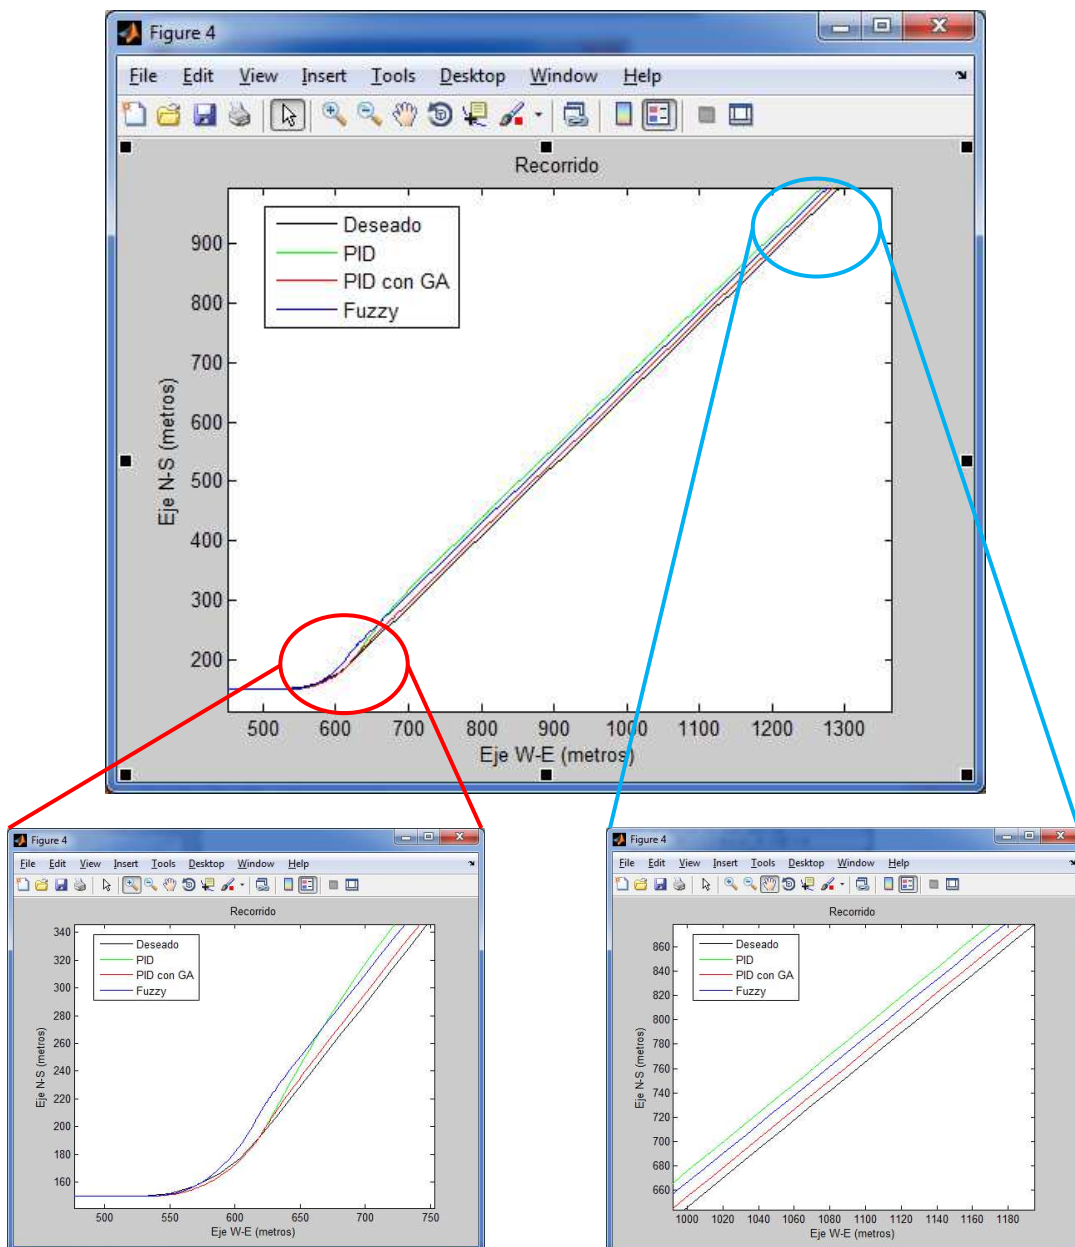 Figure 4
File Edit View Insert Tools Desktop Window Help
Recorrido
Deseado
PID
PID con GA
Fuzzy
900
800
700
600
500
400
300
200
Eje N-S (metros)
500 600 700 800 900 1000 1100 1200 1300
Eje W-E (metros)
Figure 4
File Edit View Insert Tools Desktop Window Help
Recorrido
Deseado
PID
PID con GA
Fuzzy
340
320
300
280
260
240
220
200
180
160
Eje N-S (metros)
500 550 600 650 700 750
Eje W-E (metros)
Figure 4
File Edit View Insert Tools Desktop Window Help
Recorrido
Deseado
PID
PID con GA
Fuzzy
860
840
820
800
780
760
740
720
700
680
660
Eje N-S (metros)
1000 1020 1040 1060 1080 1100 1120 1140 1160 1180
Eje W-E (metros)